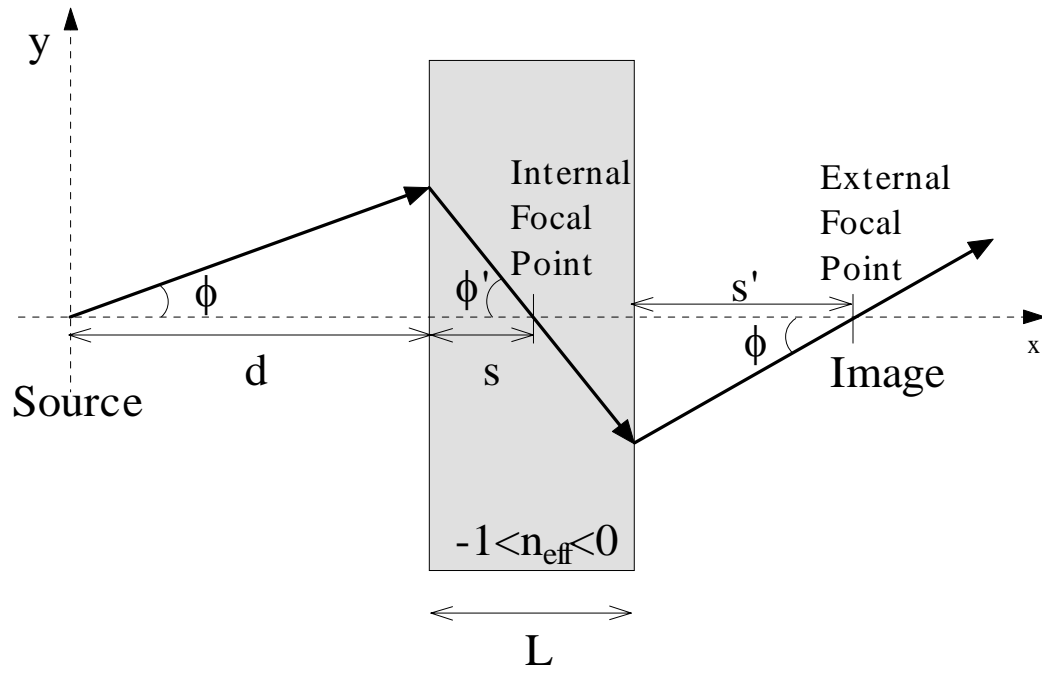 y
Internal
Focal
Point
External
Focal
Point
ϕ
ϕ'
s'
ϕ
x
d
s
Image
Source
-1<n_eff<0
L